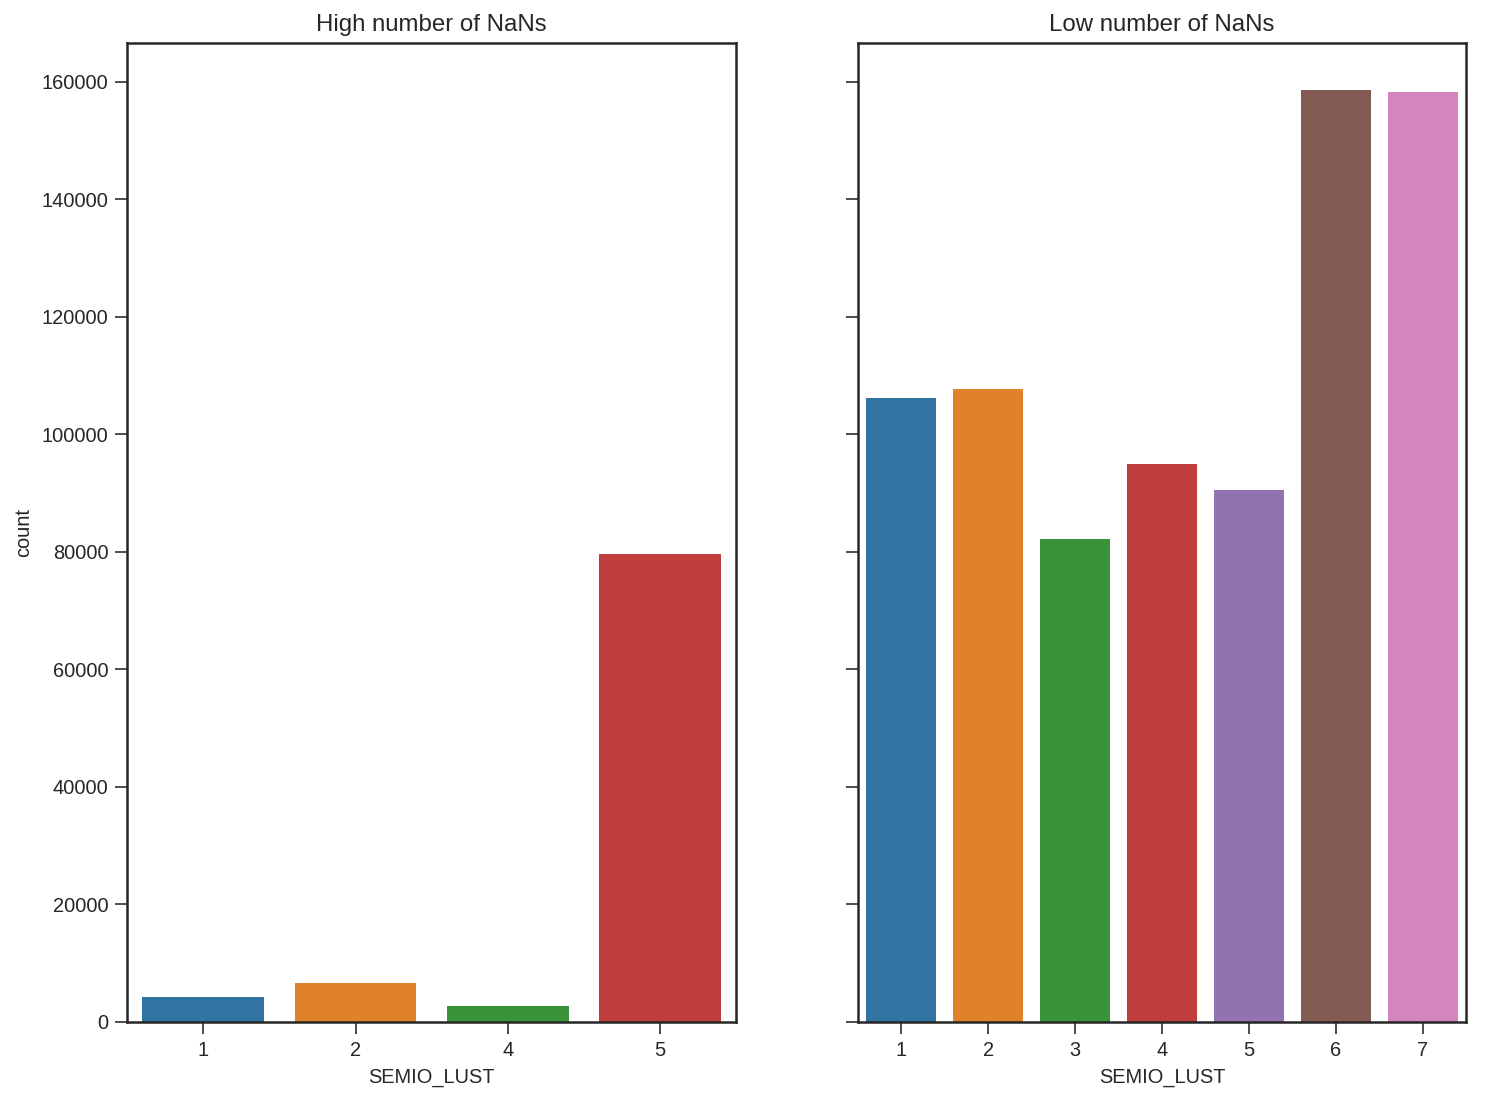 High number of NaNs
160000
140000
120000
100000
80000
60000
40000
20000
0
count
1 2 4 5
SEMIO_LUST
Low number of NaNs
1 2 3 4 5 6 7
SEMIO_LUST